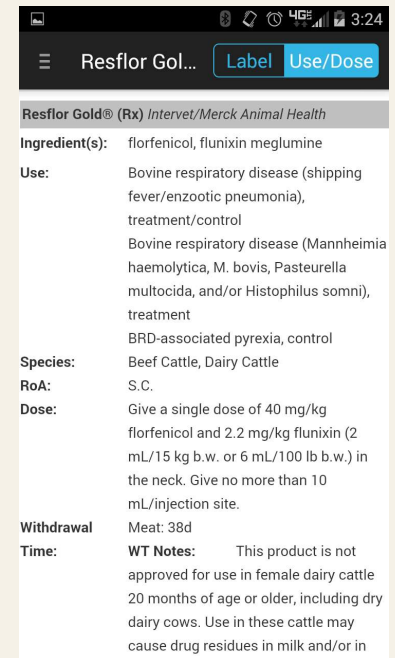 4G 3:24
Resflor Gol... Label Use/Dose
Resflor Gold® (Rx) Intervet/Merck Animal Health
Ingredient(s): florfenicol, flunixin meglumine
Use: Bovine respiratory disease (shipping
fever/enzootic pneumonia),
treatment/control
Bovine respiratory disease (Mannheimia
haemolytica, M. bovis, Pasteurella
multocida, and/or Histophilus somni),
treatment
BRD-associated pyrexia, control
Species: Beef Cattle, Dairy Cattle
RoA: S.C.
Dose: Give a single dose of 40 mg/kg
florfenicol and 2.2 mg/kg flunixin (2
mL/15 kg b.w. or 6 mL/100 lb b.w.) in
the neck. Give no more than 10
mL/injection site.
Withdrawal Meat: 38d
Time: WT Notes: This product is not
approved for use in female dairy cattle
20 months of age or older, including dry
dairy cows. Use in these cattle may
cause drug residues in milk and/or in